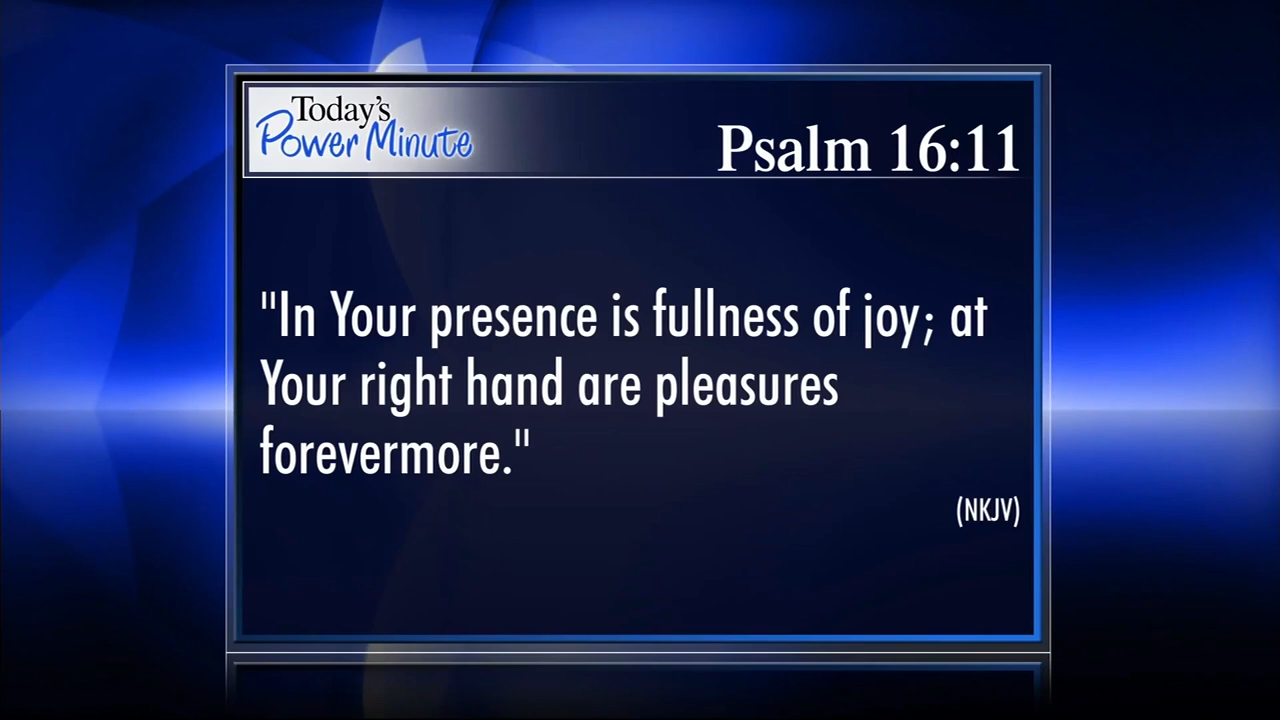 Today's
Power Minute
Psalm 16:11
"In Your presence is fullness of joy; at
Your right hand are pleasures
forevermore."
(NKJV)